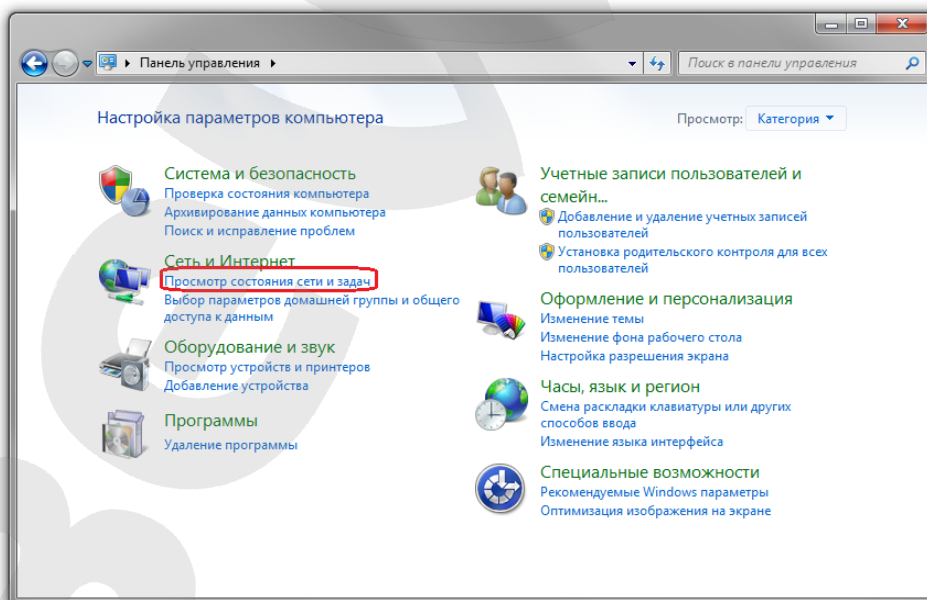 Панель управления
Поиск в панели управления
Настройка параметров компьютера
Просмотр: Категория
Система и безопасность
Проверка состояния компьютера
Архивирование данных компьютера
Поиск и исправление проблем
Сеть и Интернет
Просмотр состояния сети и задач
Выбор параметров домашней группы и общего
доступа к данным
Оборудование и звук
Просмотр устройств и принтеров
Добавление устройства
Программы
Удаление программы
Учетные записи пользователей и
семейн...
Добавление и удаление учетных записей
пользователей
Установка родительского контроля для всех
пользователей
Оформление и персонализация
Изменение темы
Изменение фона рабочего стола
Настройка разрешения экрана
Часы, язык и регион
Смена раскладки клавиатуры или других
способов ввода
Изменение языка интерфейса
Специальные возможности
Рекомендуемые Windows параметры
Оптимизация изображения на экране